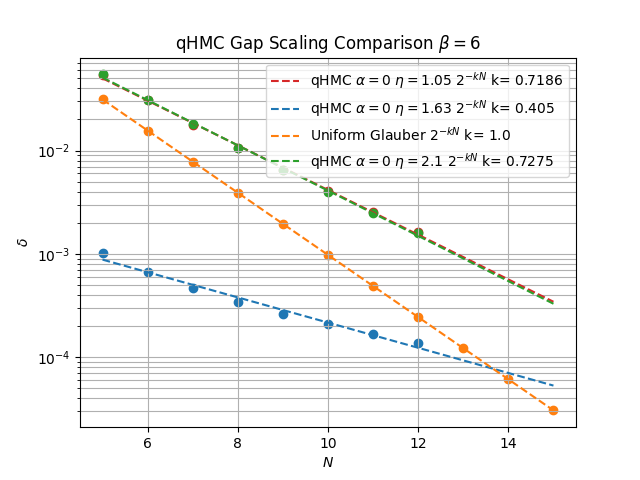 qHMC Gap Scaling Comparison β = 6
qHMC α = 0 η = 1.05 2^{-kN} k= 0.7186
qHMC α = 0 η = 1.63 2^{-kN} k= 0.405
Uniform Glauber 2^{-kN} k= 1.0
qHMC α = 0 η = 2.1 2^{-kN} k= 0.7275
10^{-2}
10^{-3}
10^{-4}
δ
6 8 10 12 14
N